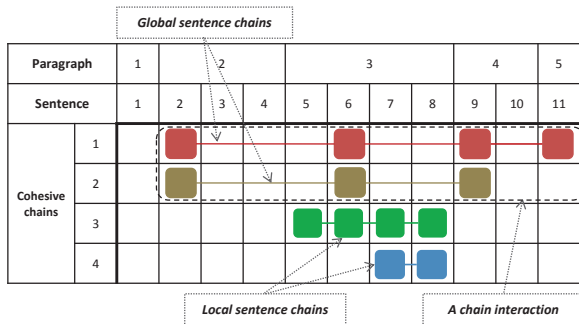 Global sentence chains
Paragraph 1 2 3 4 5
Sentence 1 2 3 4 5 6 7 8 9 10 11
Cohesive
chains
1
2
3
4
Local sentence chains
A chain interaction